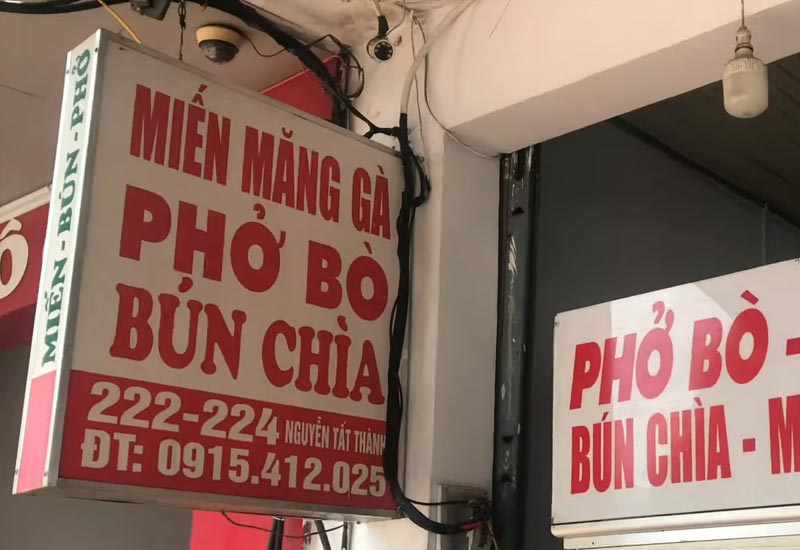 MIẾN - BÚN - PHỞ
MIẾN MĂNG GÀ
PHỞ BÒ
BÚN CHÌA
222-224 NGUYỄN TẤT THÀNH
ĐT: 0915.412.025
PHỞ BÒ -
BÚN CHÌA - M